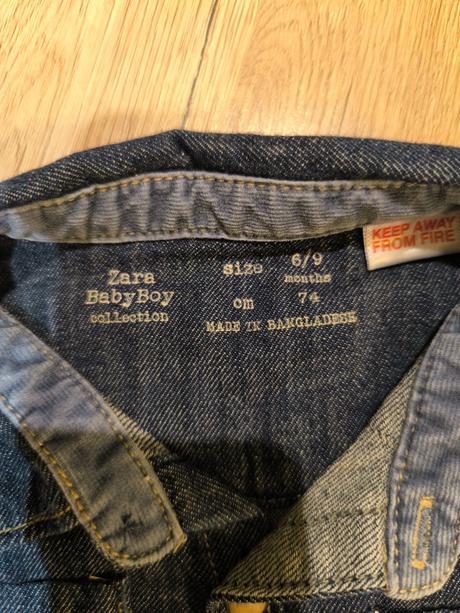 KEEP AWAY
FROM FIRE
Zara
BabyBoy
collection
size 6/9
months
cm 74
MADE IN BANGLADESH